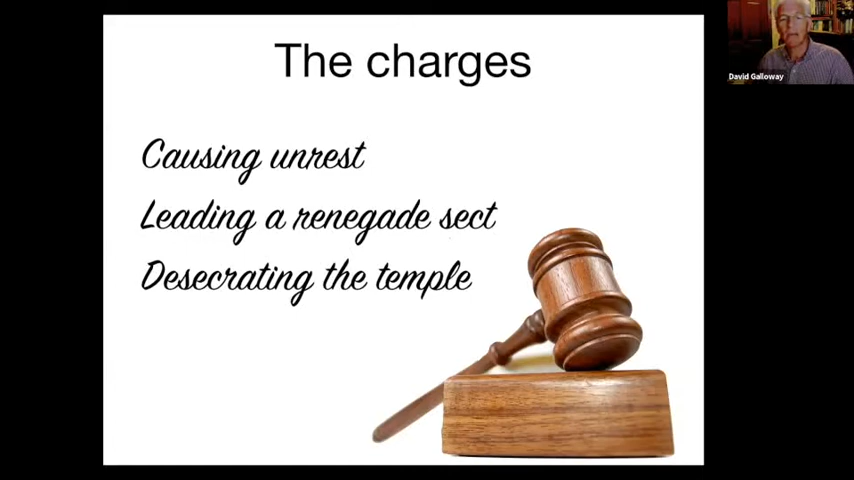 The charges
Causing unrest
Leading a renegade sect
Desecrating the temple
David Galloway